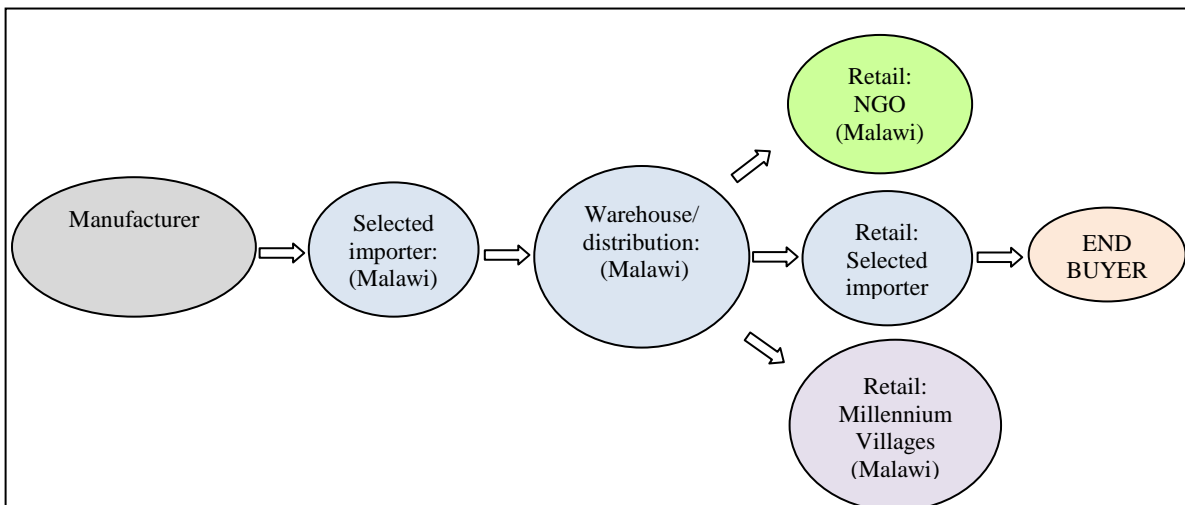 Manufacturer
Selected
importer:
(Malawi)
Warehouse/
distribution:
(Malawi)
Retail:
NGO
(Malawi)
Retail:
Selected
importer
Retail:
Millennium
Villages
(Malawi)
END
BUYER